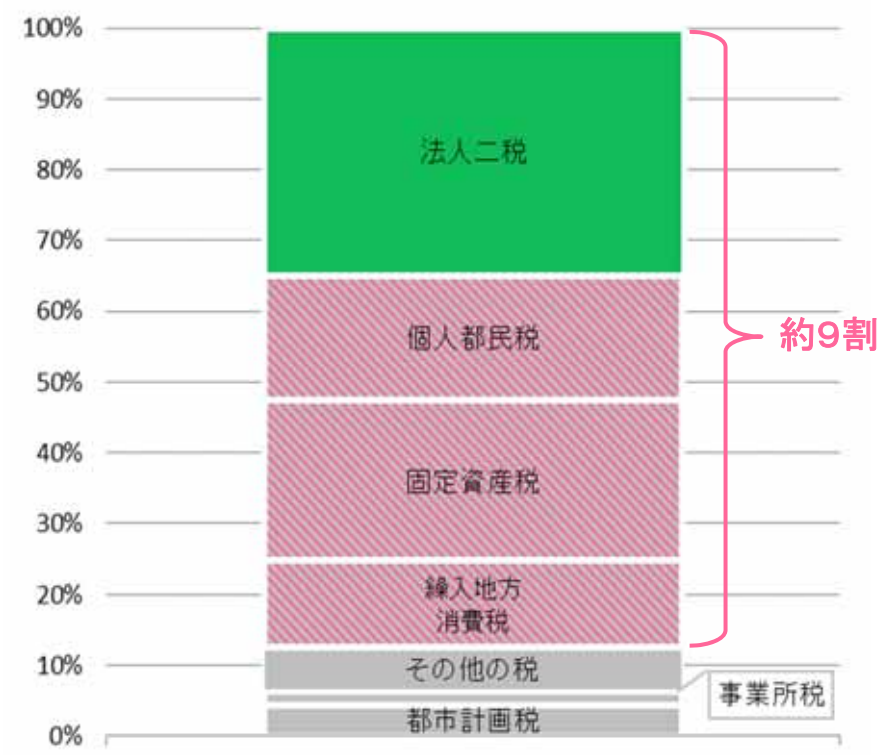 100%
90%
80%
70%
60%
50%
40%
30%
20%
10%
0%
法人二税
個人都民税
固定資産税
繰入地方
消費税
その他の税
都市計画税
事業所税
約9割